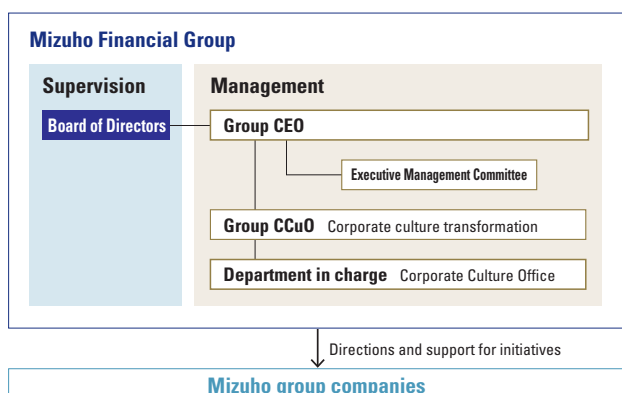 Mizuho Financial Group
Supervision
Management
Board of Directors
Group CEO
Executive Management Committee
Group CCuO Corporate culture transformation
Department in charge Corporate Culture Office
Directions and support for initiatives
Mizuho group companies